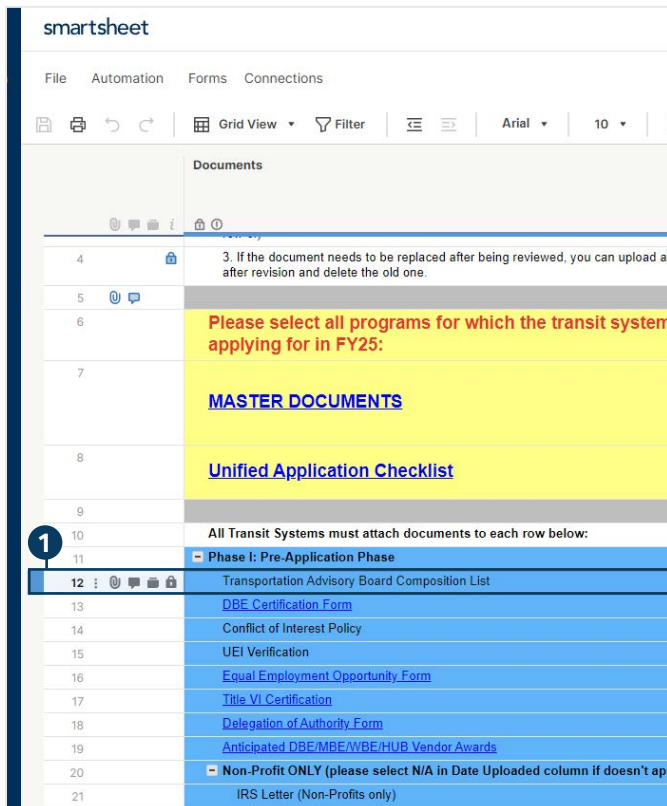 smartsheet
File Automation Forms Connections
Grid View Filter Arial 10
Documents
4 3. If the document needs to be replaced after being reviewed, you can upload a
after revision and delete the old one.
5
6 Please select all programs for which the transit system
applying for in FY25:
7 MASTER DOCUMENTS
8 Unified Application Checklist
9
10 All Transit Systems must attach documents to each row below:
1
11 Phase I: Pre-Application Phase
12 Transportation Advisory Board Composition List
13 DBE Certification Form
14 Conflict of Interest Policy
15 UEI Verification
16 Equal Employment Opportunity Form
17 Title VI Certification
18 Delegation of Authority Form
19 Anticipated DBE/MBE/WBE/HUB Vendor Awards
20 Non-Profit ONLY (please select N/A in Date Uploaded column if doesn't ap
21 IRS Letter (Non-Profits only)